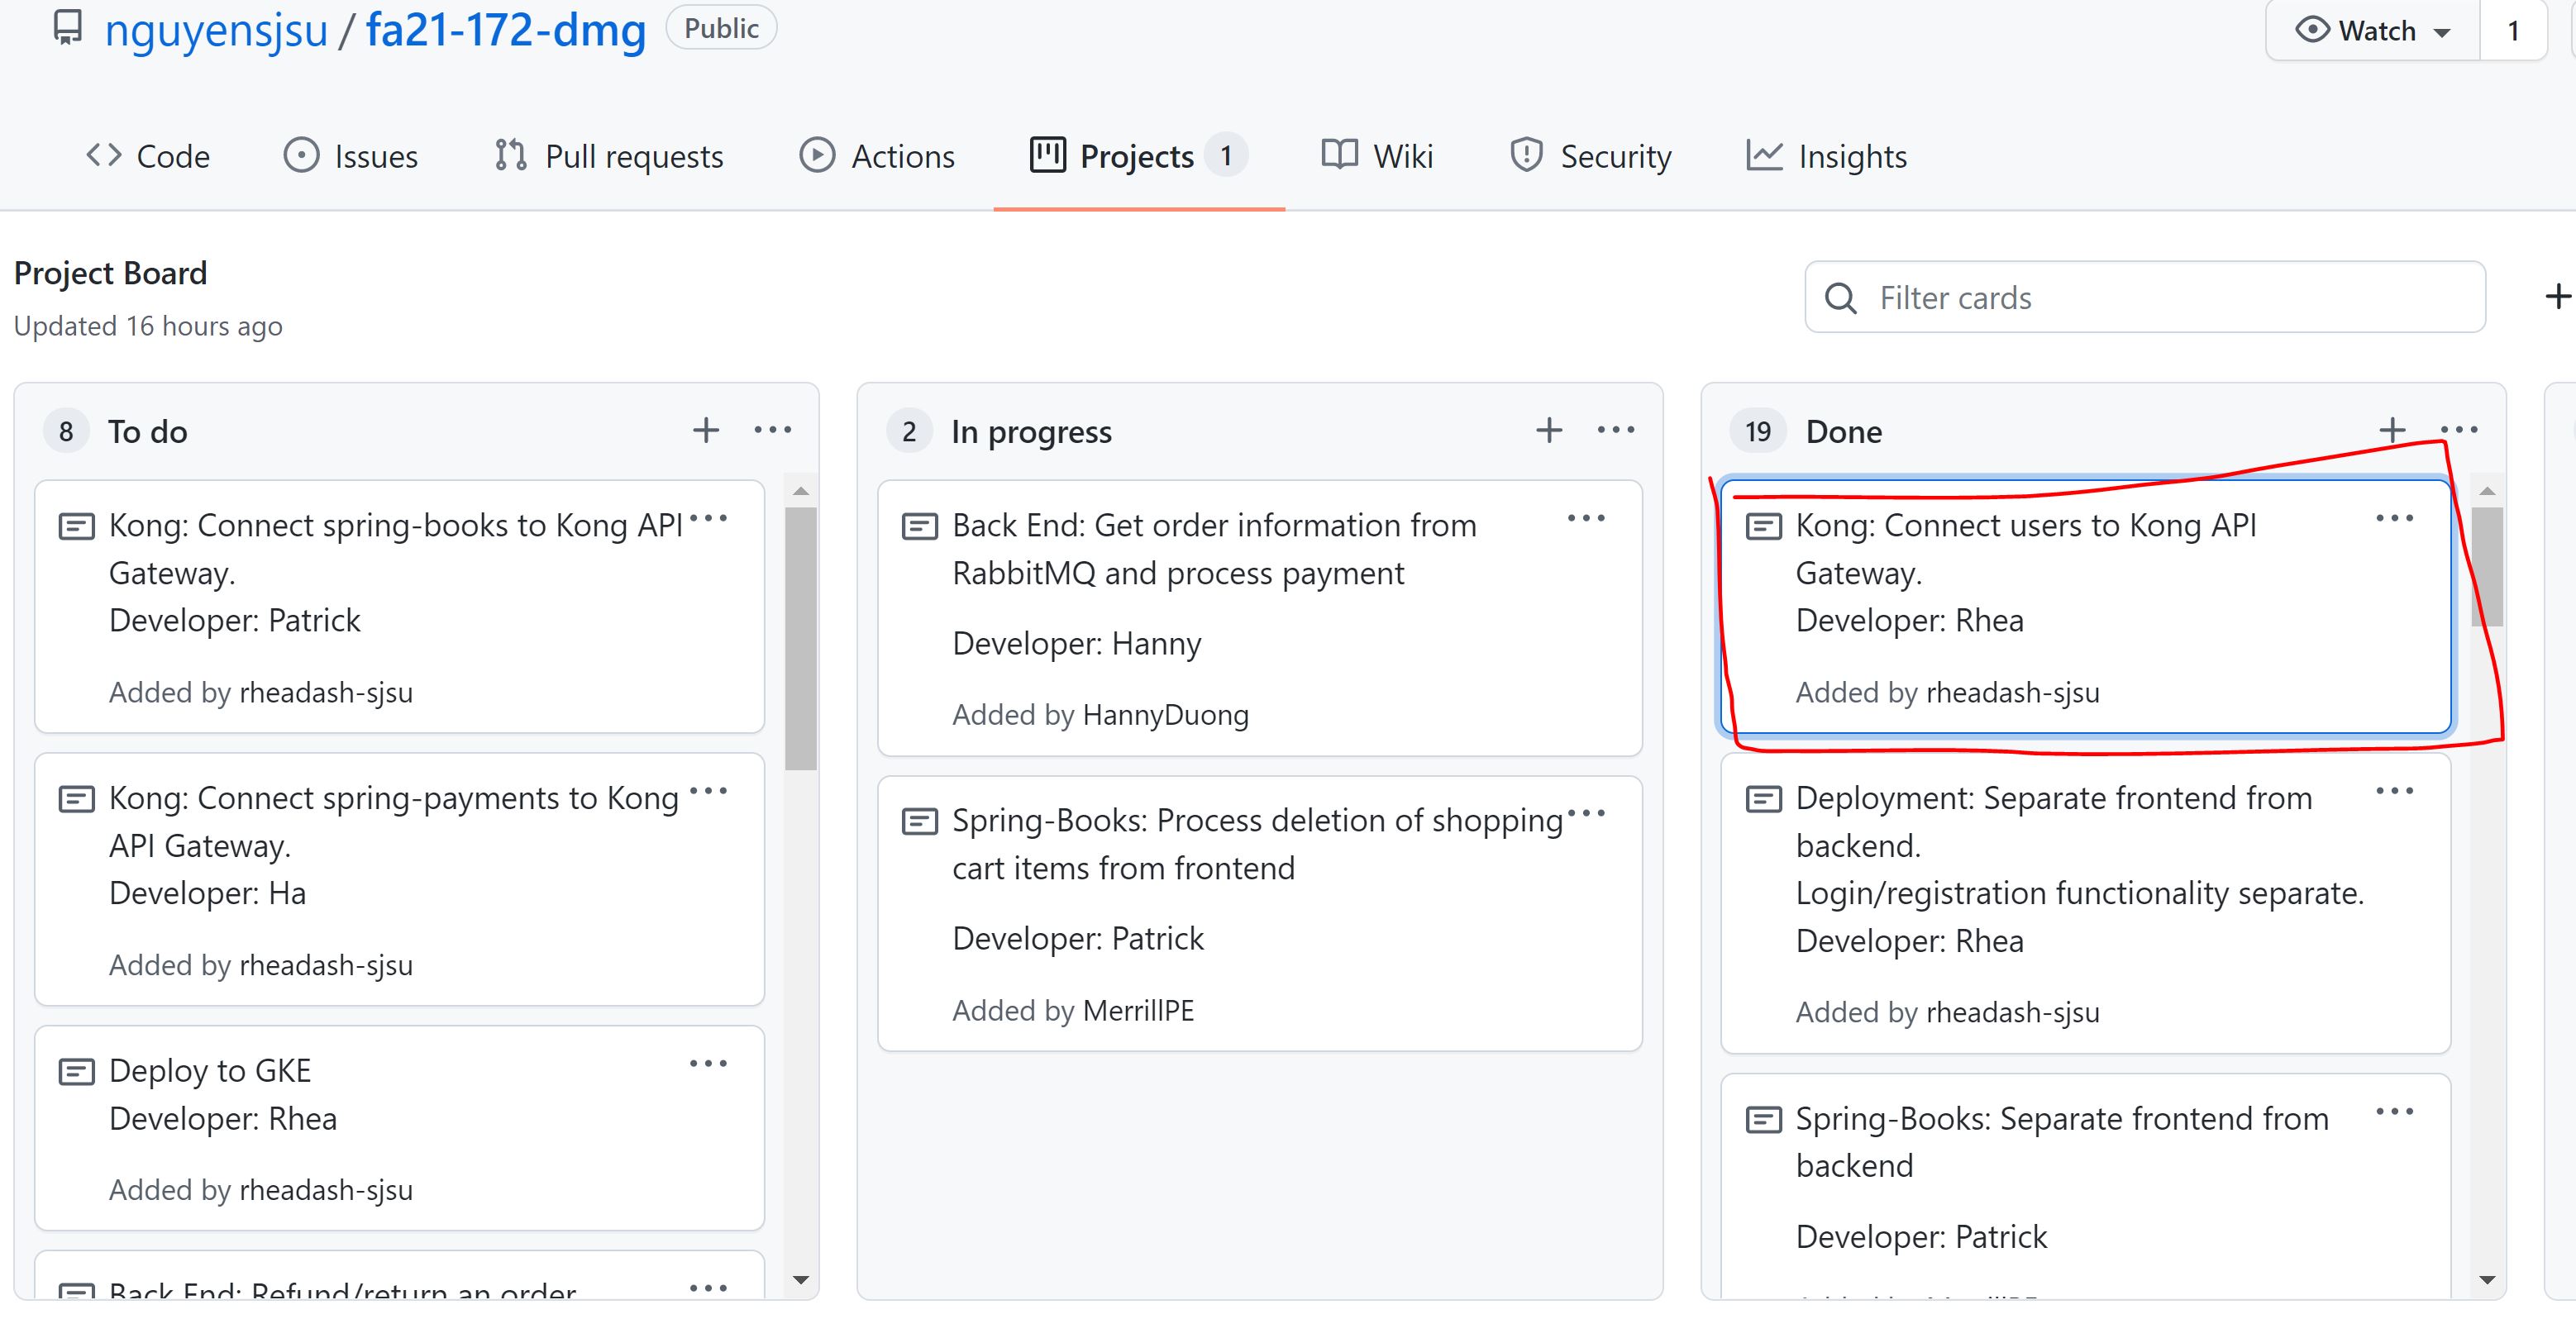 nguyensjsu / fa21-172-dmg Public
Watch 1
Code Issues Pull requests Actions Projects 1 Wiki Security Insights
Project Board
Updated 16 hours ago
Filter cards
8 To do
Kong: Connect spring-books to Kong API
Gateway.
Developer: Patrick
Added by rheadash-sjsu
Kong: Connect spring-payments to Kong
API Gateway.
Developer: Ha
Added by rheadash-sjsu
Deploy to GKE
Developer: Rhea
Added by rheadash-sjsu
Back End: Refund/return an order
2 In progress
Back End: Get order information from
RabbitMQ and process payment
Developer: Hanny
Added by HannyDuong
Spring-Books: Process deletion of shopping
cart items from frontend
Developer: Patrick
Added by MerrillPE
19 Done
Kong: Connect users to Kong API
Gateway.
Developer: Rhea
Added by rheadash-sjsu
Deployment: Separate frontend from
backend.
Login/registration functionality separate.
Developer: Rhea
Added by rheadash-sjsu
Spring-Books: Separate frontend from
backend
Developer: Patrick